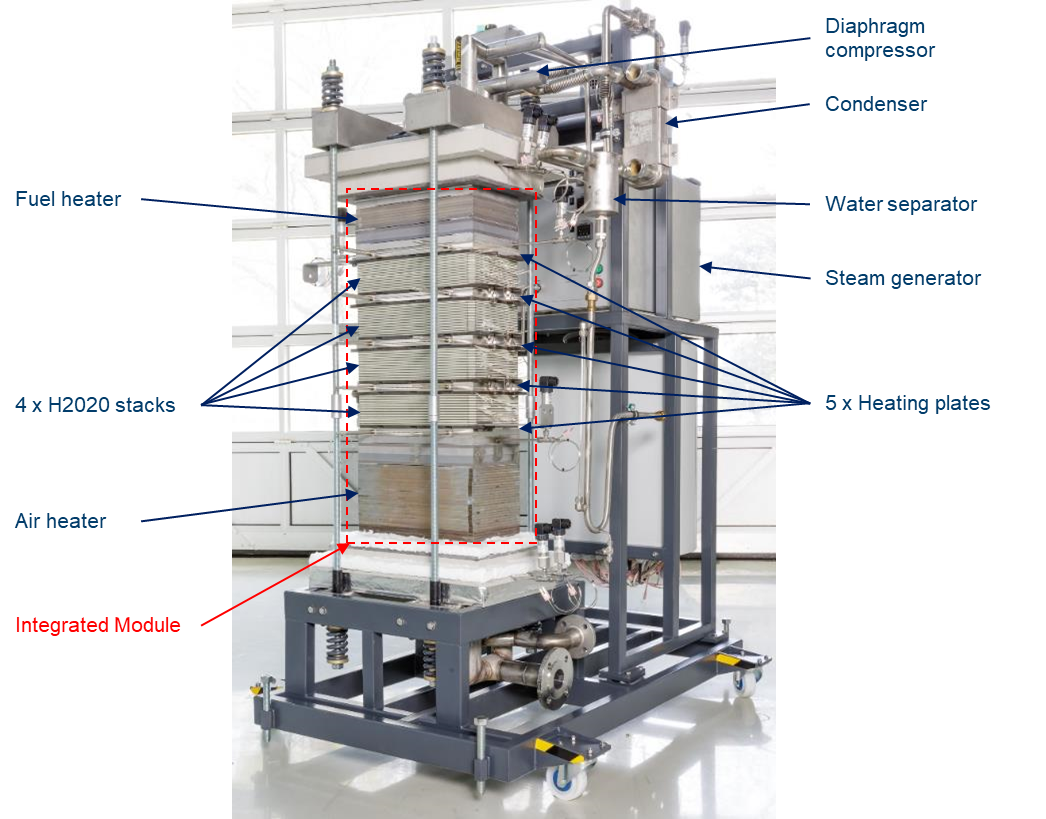 Diaphragm
compressor
Condenser
Fuel heater
Water separator
Steam generator
4 x H2020 stacks
5 x Heating plates
Air heater
Integrated Module